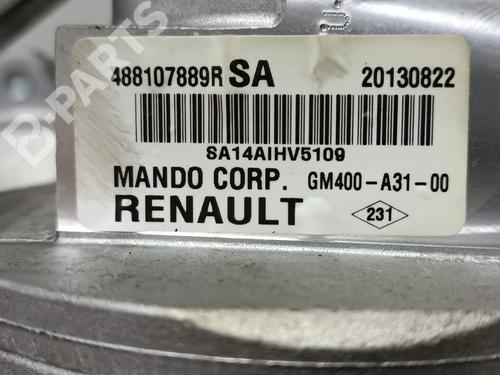 488107889R SA 20130822
SA14AIHV5109
MANDO CORP. GM400-A31-00
RENAULT 231
B-PARTS